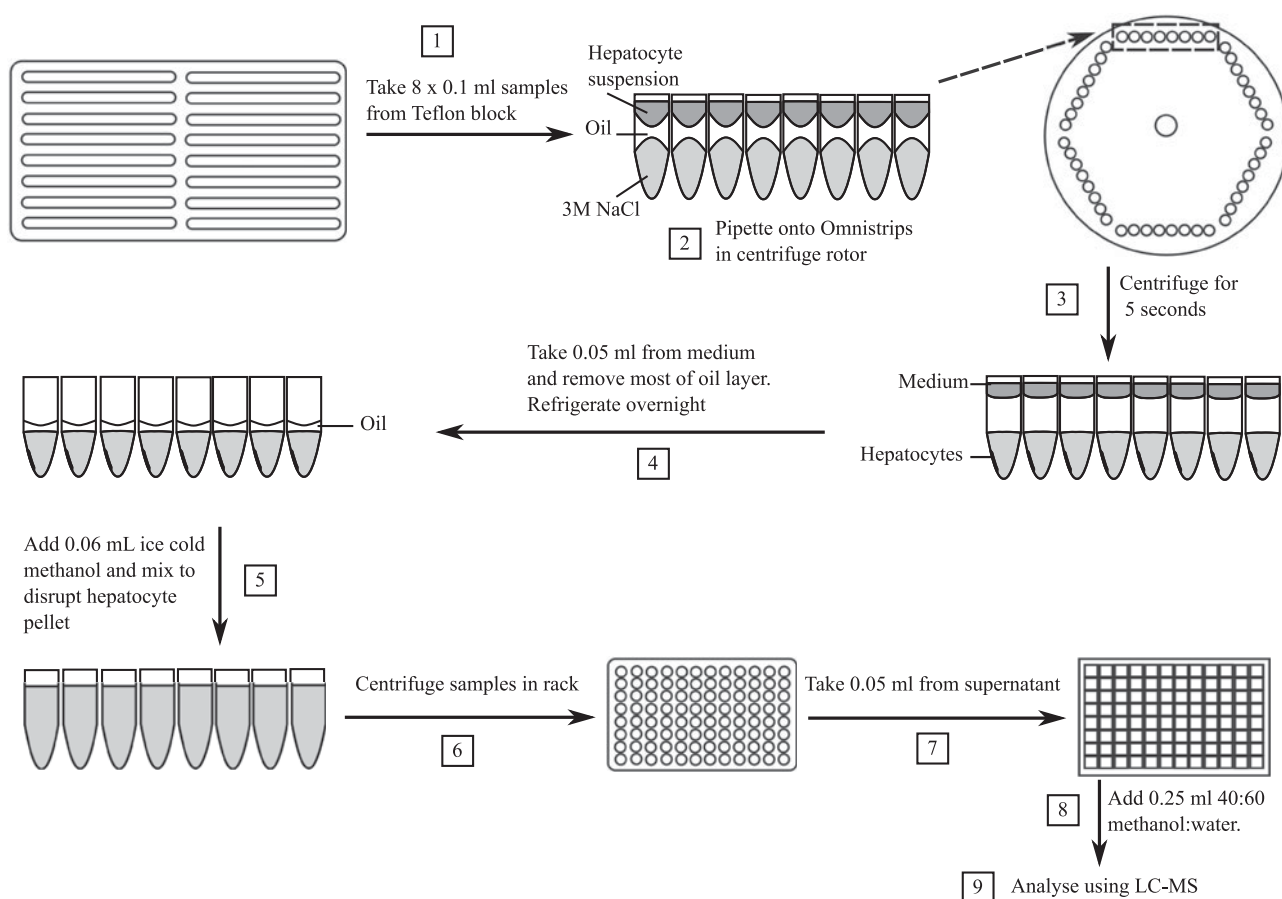 1
Take 8 x 0.1 ml samples
from Teflon block
Hepatocyte
suspension
Oil
3M NaCl
2
Pipette onto Omnistrips
in centrifuge rotor
3
Centrifuge for
5 seconds
Medium
Hepatocytes
Take 0.05 ml from medium
and remove most of oil layer.
Refrigerate overnight
4
Oil
Add 0.06 mL ice cold
methanol and mix to
disrupt hepatocyte
pellet
5
Centrifuge samples in rack
6
Take 0.05 ml from supernatant
7
8
Add 0.25 ml 40:60
methanol:water.
9
Analyse using LC-MS